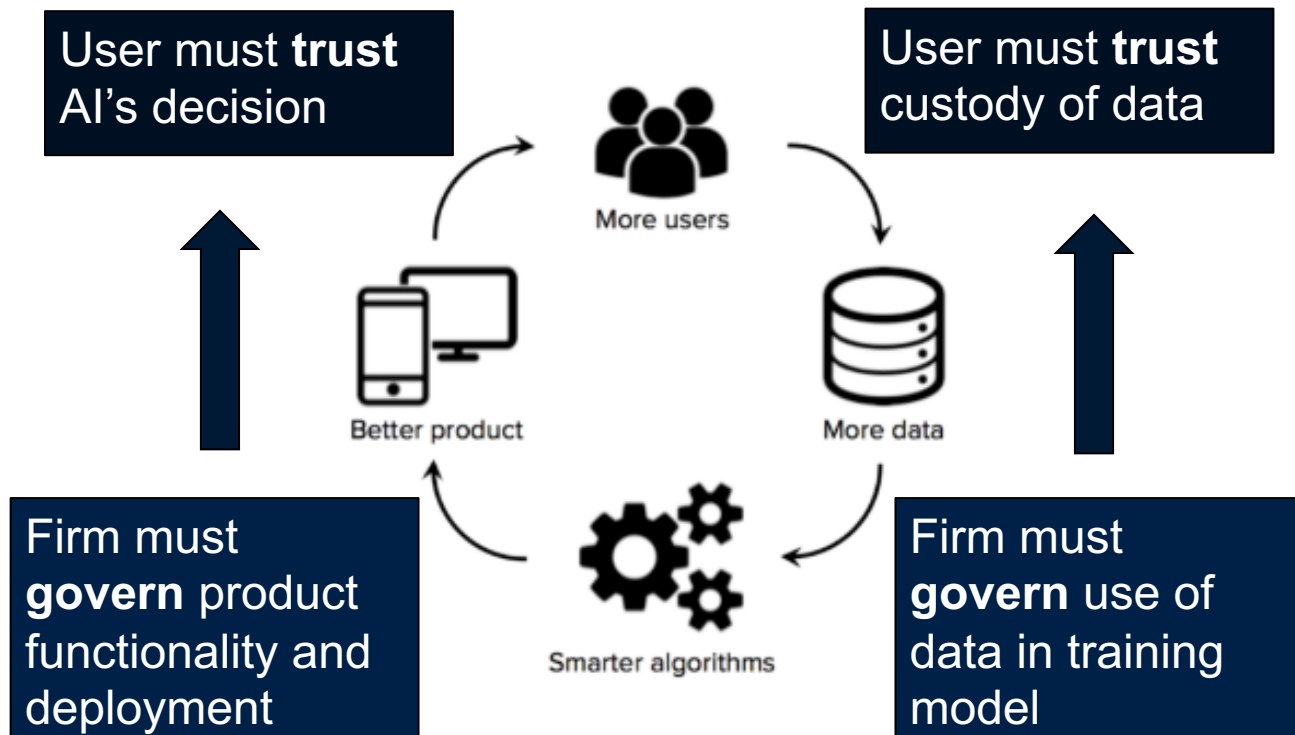 User must trust
AI’s decision
User must trust
custody of data
More users
Better product
More data
Smarter algorithms
Firm must
govern product
functionality and
deployment
Firm must
govern use of
data in training
model